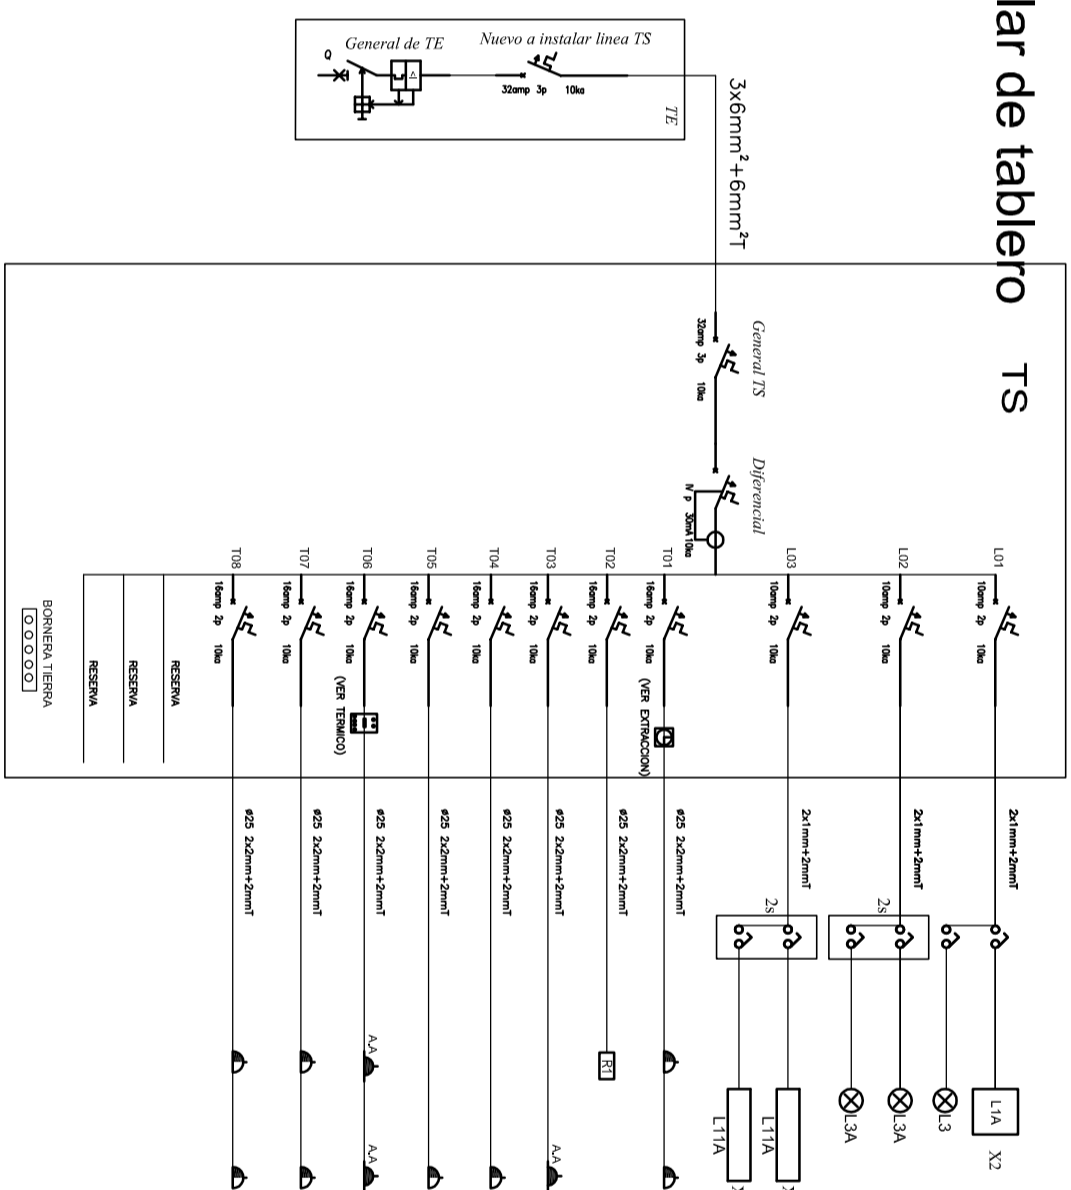 lar de tablero TS
General de TE
Nuevo a instalar linea TS
Q
32amp 3p 10ka
TE
3x6mm²+6mm²T
General TS
32amp 3p 10ka
Diferencial
IV p 30mA 10ka
L01
10amp 2p 10ka
2x1mm+2mmT
L1A
X2
L3
L02
10amp 2p 10ka
2x1mm+2mmT
2s
L3A
L3A
L03
10amp 2p 10ka
2x1mm+2mmT
2s
L11A
L11A
T01
16amp 2p 10ka
(VER EXTRACCION)
ø25 2x2mm+2mmT
T02
16amp 2p 10ka
ø25 2x2mm+2mmT
R1
T03
16amp 2p 10ka
ø25 2x2mm+2mmT
A.A
T04
16amp 2p 10ka
ø25 2x2mm+2mmT
T05
16amp 2p 10ka
ø25 2x2mm+2mmT
T06
16amp 2p 10ka
(VER TERMICO)
ø25 2x2mm+2mmT
A.A
A.A
T07
16amp 2p 10ka
ø25 2x2mm+2mmT
T08
16amp 2p 10ka
ø25 2x2mm+2mmT
RESERVA
RESERVA
RESERVA
BORNERA TIERRA